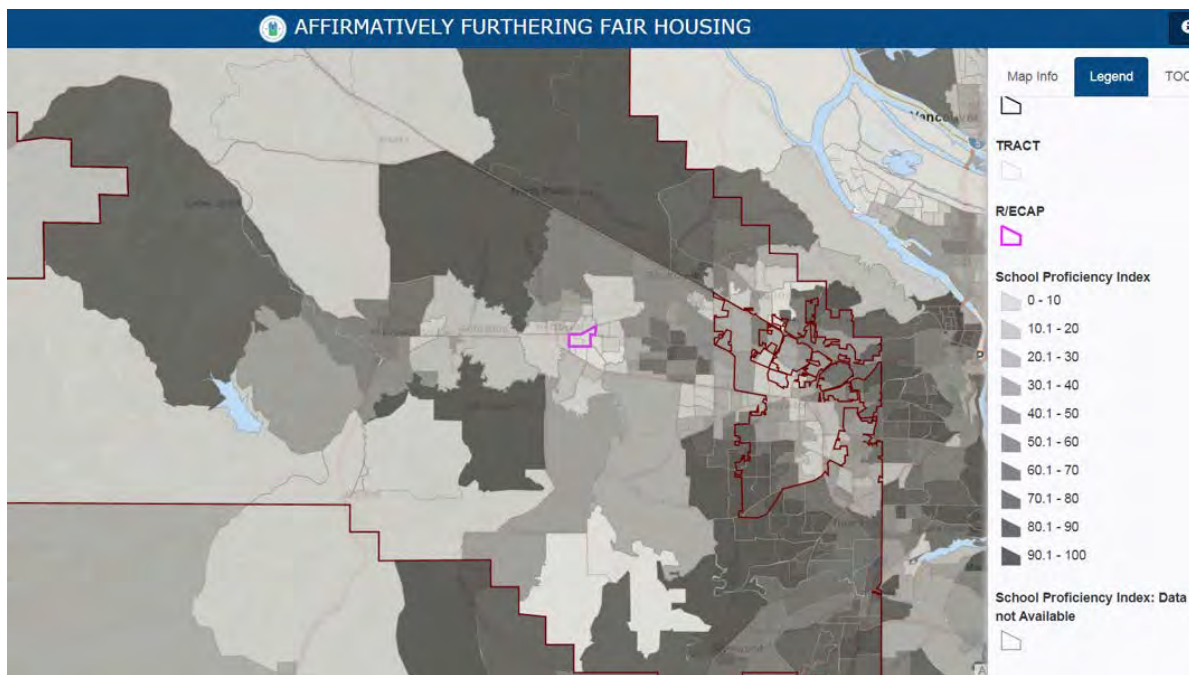 AFFIRMATIVELY FURTHERING FAIR HOUSING
Map Info Legend TOC
TRACT
R/ECAP
School Proficiency Index
0 - 10
10.1 - 20
20.1 - 30
30.1 - 40
40.1 - 50
50.1 - 60
60.1 - 70
70.1 - 80
80.1 - 90
90.1 - 100
School Proficiency Index: Data
not Available